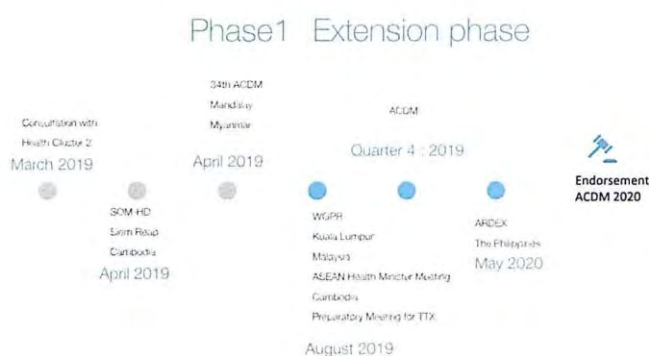 Phase1 Extension phase
34th ACDM
Mandalay
Myanmar
April 2019
Consultation with
Health Cluster 2
March 2019
ACDM
Quarter 4 : 2019
Endorsement
ACDM 2020
SOM-HD
Siem Reap
Cambodia
April 2019
WGPR
Kuala Lumpur
Malaysia
ASEAN Health Minister Meeting
Cambodia
Preparatory Meeting for TTX
August 2019
ARDEX
The Philippines
May 2020